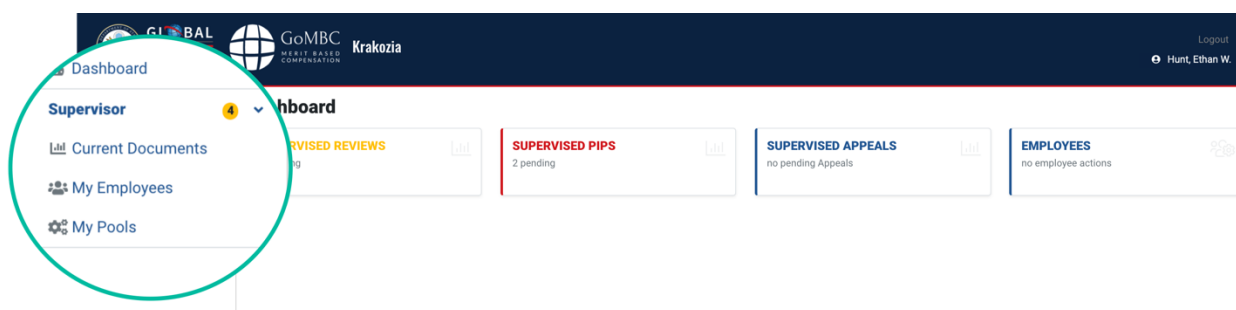 GL BAL
GoMBC
MERIT BASED
COMPENSATION
Krakozia
Logout
Hunt, Ethan W.
Dashboard
Supervisor 4
Current Documents
My Employees
My Pools
hboard
RVISED REVIEWS
ng
SUPERVISED PIPS
2 pending
SUPERVISED APPEALS
no pending Appeals
EMPLOYEES
no employee actions